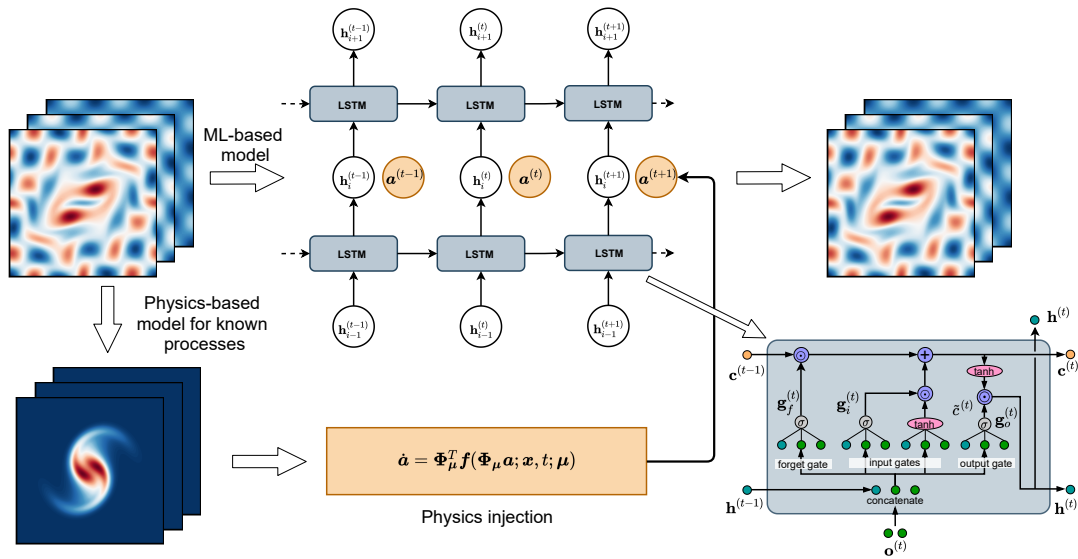 h_{i+1}^{(t-1)} h_{i+1}^{(t)} h_{i+1}^{(t+1)}
LSTM LSTM LSTM
ML-based
model
h_i^{(t-1)} a^{(t-1)} h_i^{(t)} a^{(t)} h_i^{(t+1)} a^{(t+1)}
LSTM LSTM LSTM
h_{i-1}^{(t-1)} h_{i-1}^{(t)} h_{i-1}^{(t+1)}
Physics-based
model for known
processes
ȧ = Φ_μ^T f(Φ_μ a; x, t; μ)
Physics injection
h^{(t)}
c^{(t-1)} + tanh c^{(t)}
g_f^{(t)} g_i^{(t)} c̃^{(t)} g_o^{(t)}
σ σ tanh σ
forget gate input gates output gate
h^{(t-1)} concatenate h^{(t)}
o^{(t)}